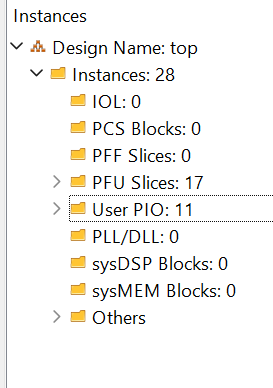 Instances
Design Name: top
Instances: 28
IOL: 0
PCS Blocks: 0
PFF Slices: 0
PFU Slices: 17
User PIO: 11
PLL/DLL: 0
sysDSP Blocks: 0
sysMEM Blocks: 0
Others